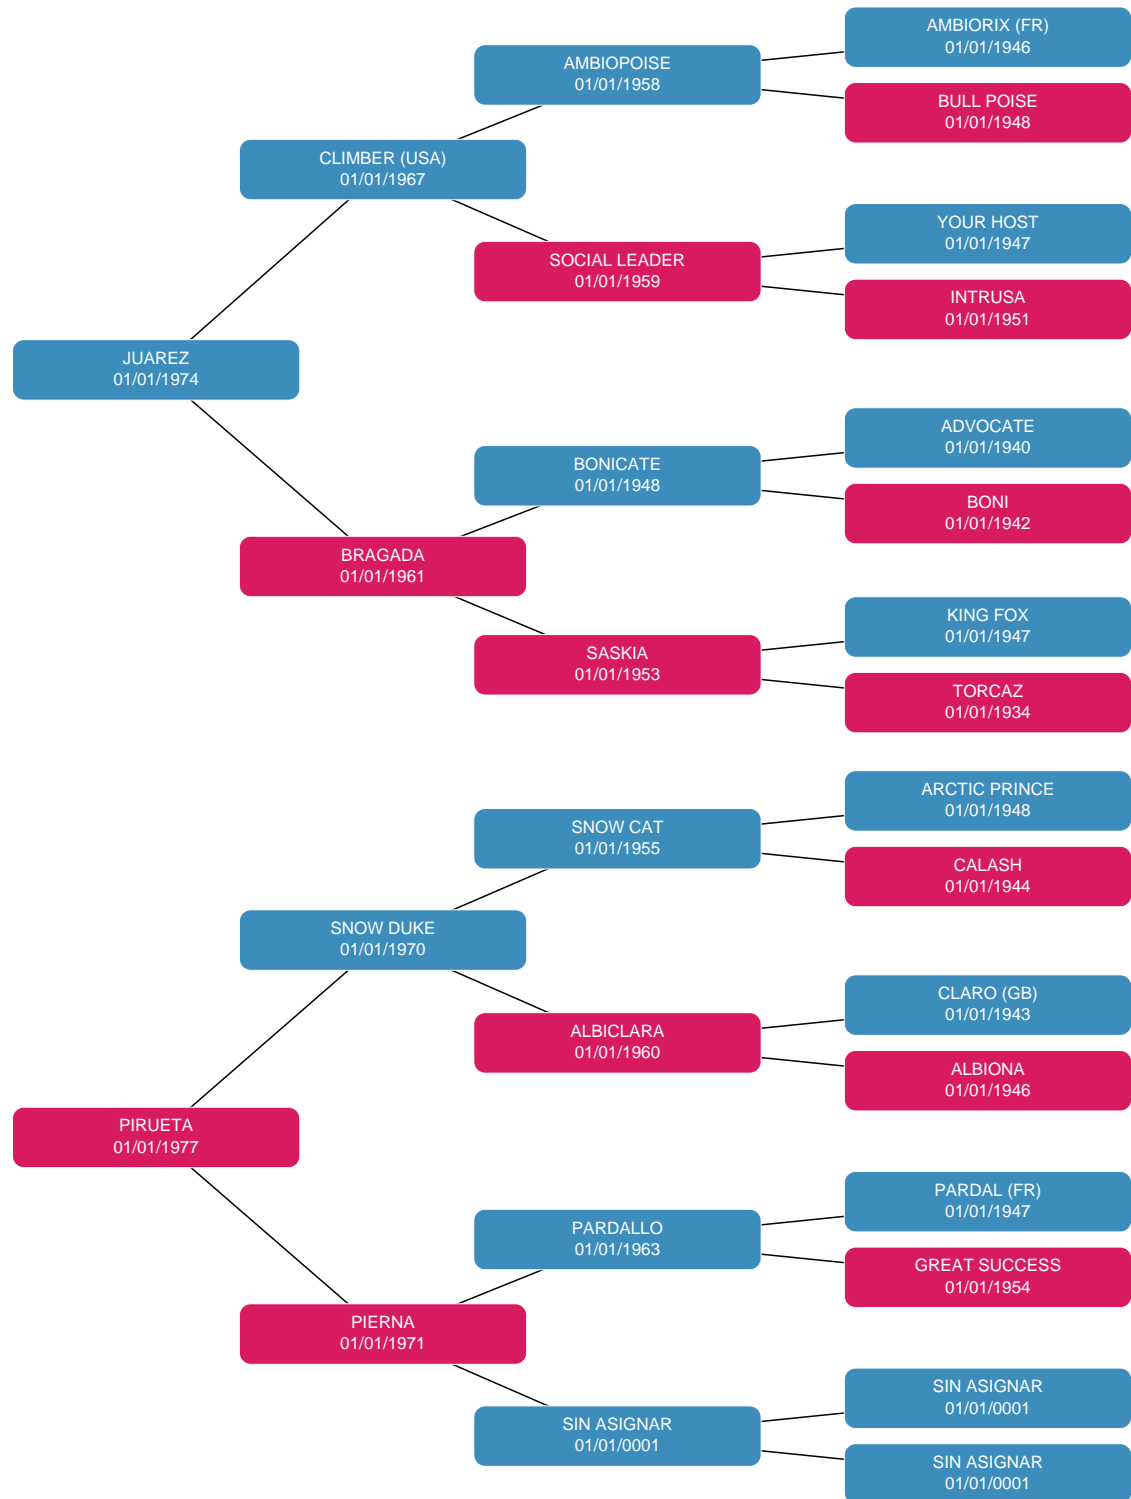 AMBIORIX (FR)
01/01/1946
AMBIOPOISE
01/01/1958
BULL POISE
01/01/1948
CLIMBER (USA)
01/01/1967
YOUR HOST
01/01/1947
SOCIAL LEADER
01/01/1959
INTRUSA
01/01/1951
JUAREZ
01/01/1974
ADVOCATE
01/01/1940
BONICATE
01/01/1948
BONI
01/01/1942
BRAGADA
01/01/1961
KING FOX
01/01/1947
SASKIA
01/01/1953
TORCAZ
01/01/1934
ARCTIC PRINCE
01/01/1948
SNOW CAT
01/01/1955
CALASH
01/01/1944
SNOW DUKE
01/01/1970
CLARO (GB)
01/01/1943
ALBICLARA
01/01/1960
ALBIONA
01/01/1946
PIRUETA
01/01/1977
PARDAL (FR)
01/01/1947
PARDALLO
01/01/1963
GREAT SUCCESS
01/01/1954
PIERNA
01/01/1971
SIN ASIGNAR
01/01/0001
SIN ASIGNAR
01/01/0001
SIN ASIGNAR
01/01/0001